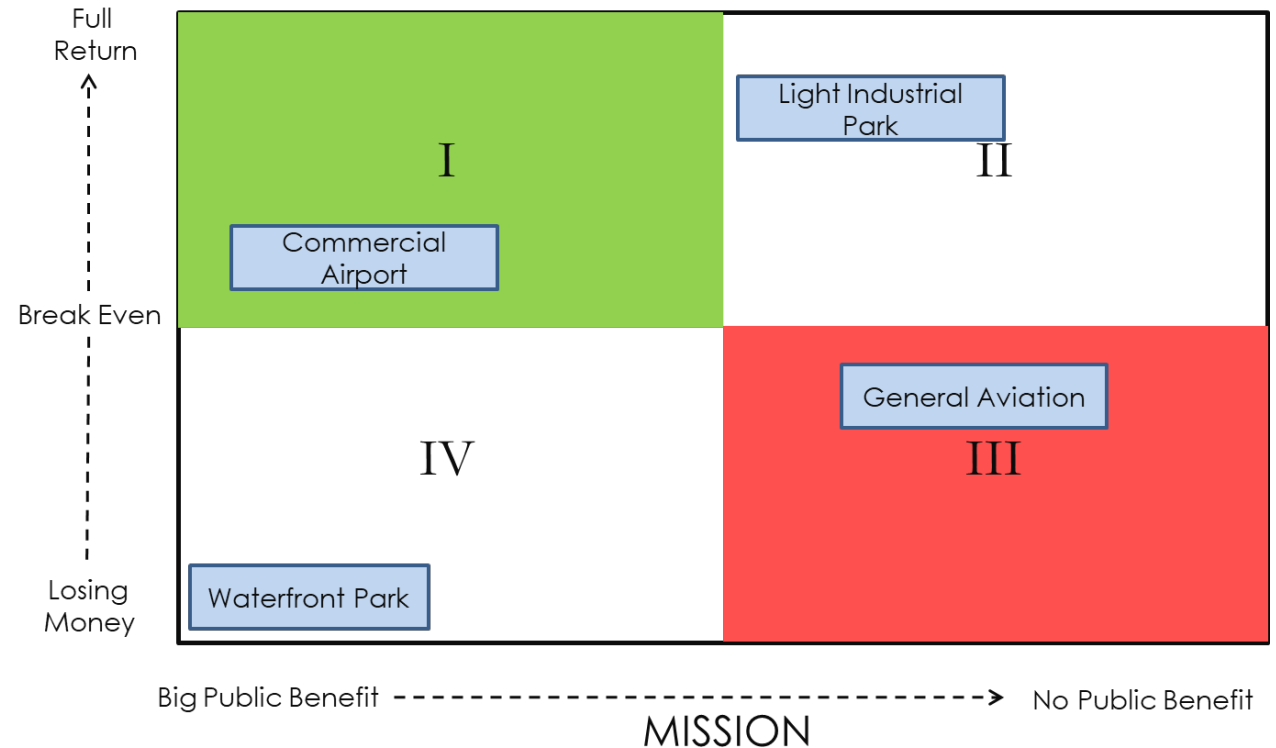 Full
Return
Light Industrial
Park
I
II
Commercial
Airport
Break Even
General Aviation
IV
III
Losing
Money
Waterfront Park
Big Public Benefit
No Public Benefit
MISSION